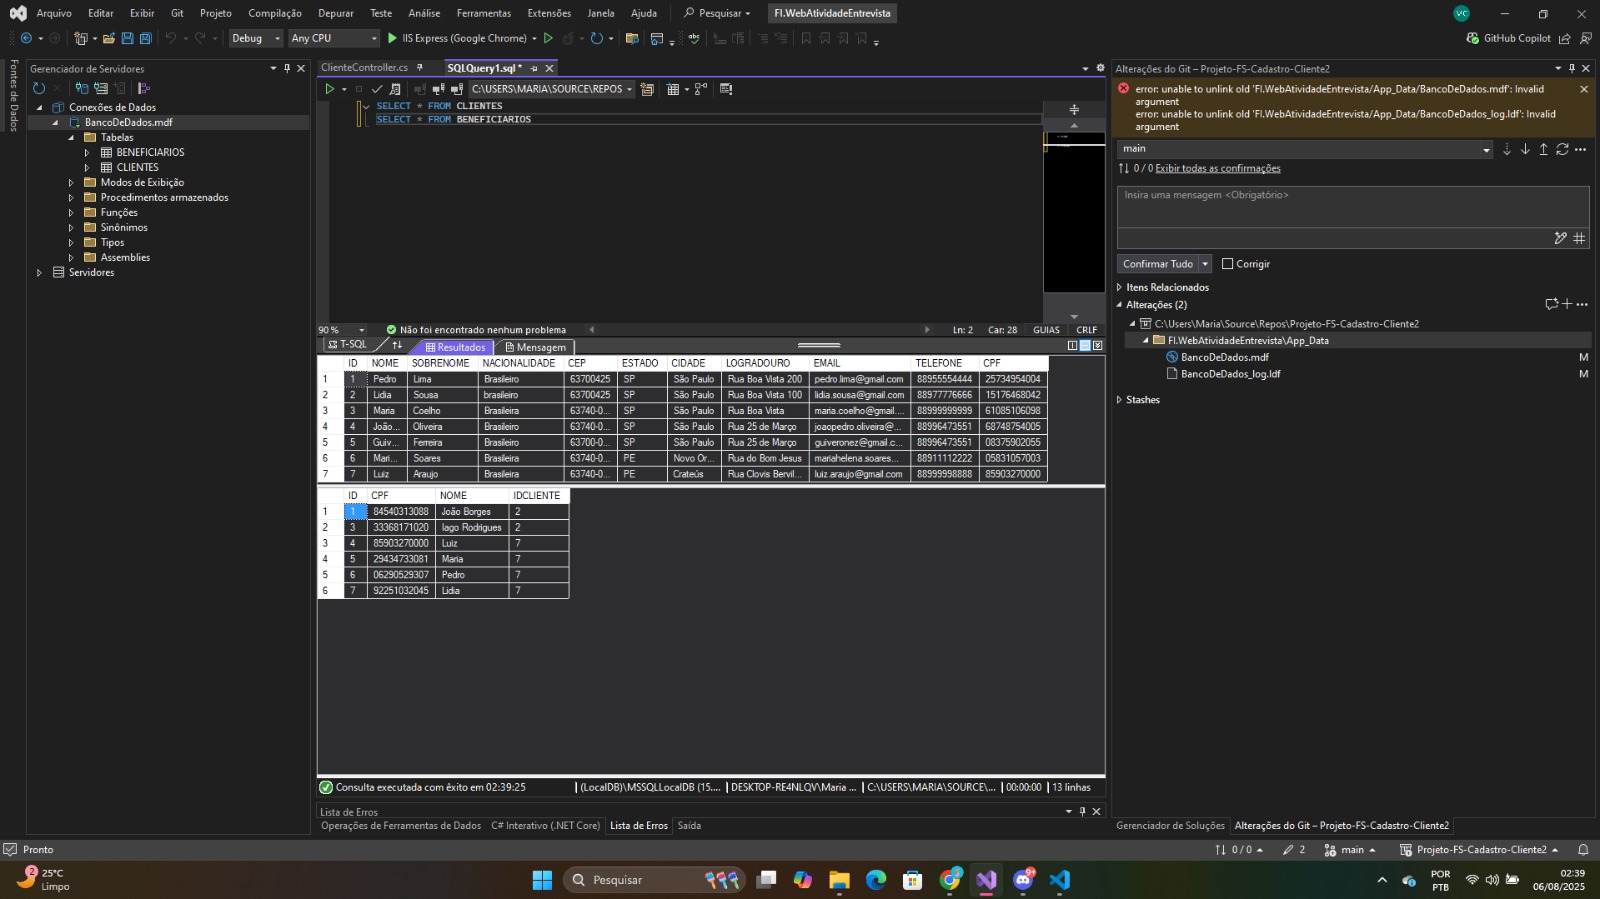 Arquivo Editar Exibir Git Projeto Compilação Depurar Teste Análise Ferramentas Extensões Janela Ajuda Pesquisar FI.WebAtividadeEntrevista VC
Debug Any CPU IIS Express (Google Chrome) GitHub Copilot
Fontes de Dados
Gerenciador de Servidores
Conexões de Dados
BancoDeDados.mdf
Tabelas
BENEFICIARIOS
CLIENTES
Modos de Exibição
Procedimentos armazenados
Funções
Sinônimos
Tipos
Assemblies
Servidores
ClienteController.cs SQLQuery1.sql *
C:\USERS\MARIA\SOURCE\REPOS
SELECT * FROM CLIENTES
SELECT * FROM BENEFICIARIOS
90 % Não foi encontrado nenhum problema Ln: 2 Car: 28 GUIAS CRLF
T-SQL Resultados Mensagem
ID NOME SOBRENOME NACIONALIDADE CEP ESTADO CIDADE LOGRADOURO EMAIL TELEFONE CPF
1 1 Pedro Lima Brasileiro 63700425 SP São Paulo Rua Boa Vista 200 pedro.lima@gmail.com 88955554444 25734954004
2 2 Lidia Sousa brasileiro 63700425 SP São Paulo Rua Boa Vista 100 lidia.sousa@gmail.com 88977776666 15176468042
3 3 Maria Coelho Brasileira 63740-0... SP São Paulo Rua Boa Vista maria.coelho@gmail.... 88999999999 61085106098
4 4 João... Oliveira Brasileiro 63740-0... SP São Paulo Rua 25 de Março joaopedro.oliveira@... 88996473551 68748754005
5 5 Guiv... Ferreira Brasileiro 63700-0... SP São Paulo Rua 25 de Março guiveronez@gmail.c... 88996473551 08375902055
6 6 Mari... Soares Brasileira 63740-0... PE Novo Or... Rua do Bom Jesus mariahelena.soares... 88911112222 05831057003
7 7 Luiz Araujo Brasileira 63740-0... PE Crateús Rua Clovis Bervil... luiz.araujo@gmail.com 88999998888 85903270000
ID CPF NOME IDCLIENTE
1 1 84540313088 João Borges 2
2 3 33368171020 Iago Rodrigues 2
3 4 85903270000 Luiz 7
4 5 29434733081 Maria 7
5 6 06290529307 Pedro 7
6 7 92251032045 Lidia 7
Consulta executada com êxito em 02:39:25 (LocalDB)\MSSQLLocalDB (15.... DESKTOP-RE4NLQV\Maria ... C:\USERS\MARIA\SOURCE\... 00:00:00 13 linhas
Lista de Erros
Operações de Ferramentas de Dados C# Interativo (.NET Core) Lista de Erros Saída
Alterações do Git – Projeto-FS-Cadastro-Cliente2
error: unable to unlink old 'FI.WebAtividadeEntrevista/App_Data/BancoDeDados.mdf': Invalid
argument
error: unable to unlink old 'FI.WebAtividadeEntrevista/App_Data/BancoDeDados_log.ldf': Invalid
argument
main
0 / 0 Exibir todas as confirmações
Insira uma mensagem <Obrigatório>
Confirmar Tudo Corrigir
Itens Relacionados
Alterações (2)
C:\Users\Maria\Source\Repos\Projeto-FS-Cadastro-Cliente2
FI.WebAtividadeEntrevista\App_Data
BancoDeDados.mdf M
BancoDeDados_log.ldf M
Stashes
Gerenciador de Soluções Alterações do Git – Projeto-FS-Cadastro-Cliente2
Pronto 0 / 0 2 main Projeto-FS-Cadastro-Cliente2
2 25°C
Limpo
Pesquisar
POR
PTB
02:39
06/08/2025